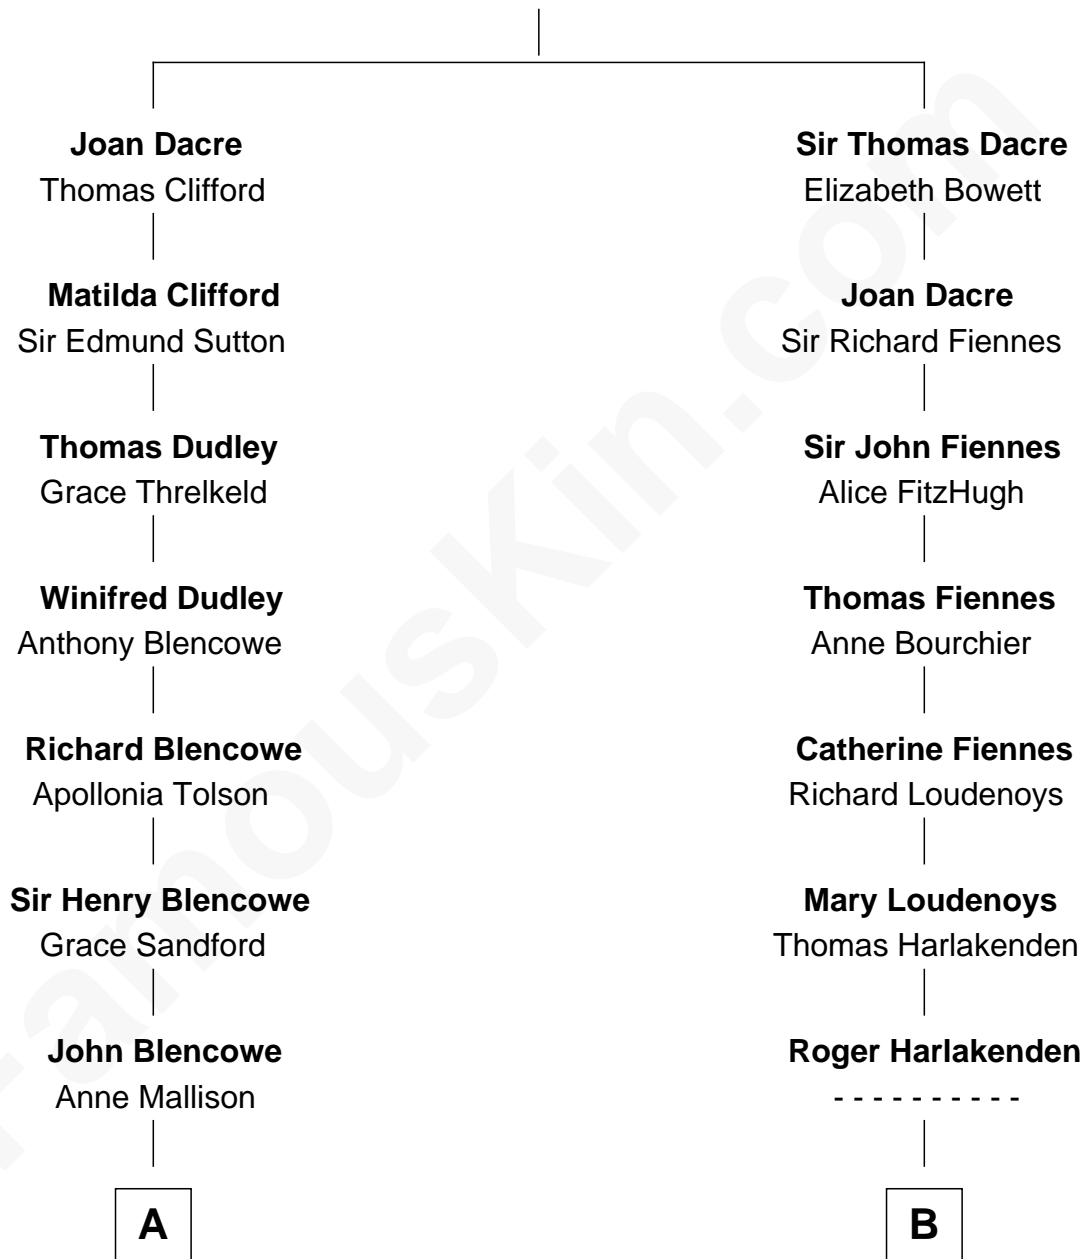 Joan Dacre
Thomas Clifford
Matilda Clifford
Sir Edmund Sutton
Thomas Dudley
Grace Threlkeld
Winifred Dudley
Anthony Blencowe
Richard Blencowe
Apollonia Tolson
Sir Henry Blencowe
Grace Sandford
John Blencowe
Anne Mallison
A
Sir Thomas Dacre
Elizabeth Bowett
Joan Dacre
Sir Richard Fiennes
Sir John Fiennes
Alice FitzHugh
Thomas Fiennes
Anne Bourchier
Catherine Fiennes
Richard Loudenoys
Mary Loudenoys
Thomas Harlakenden
Roger Harlakenden
- - - - - - - - - -
B
FamousKin.com